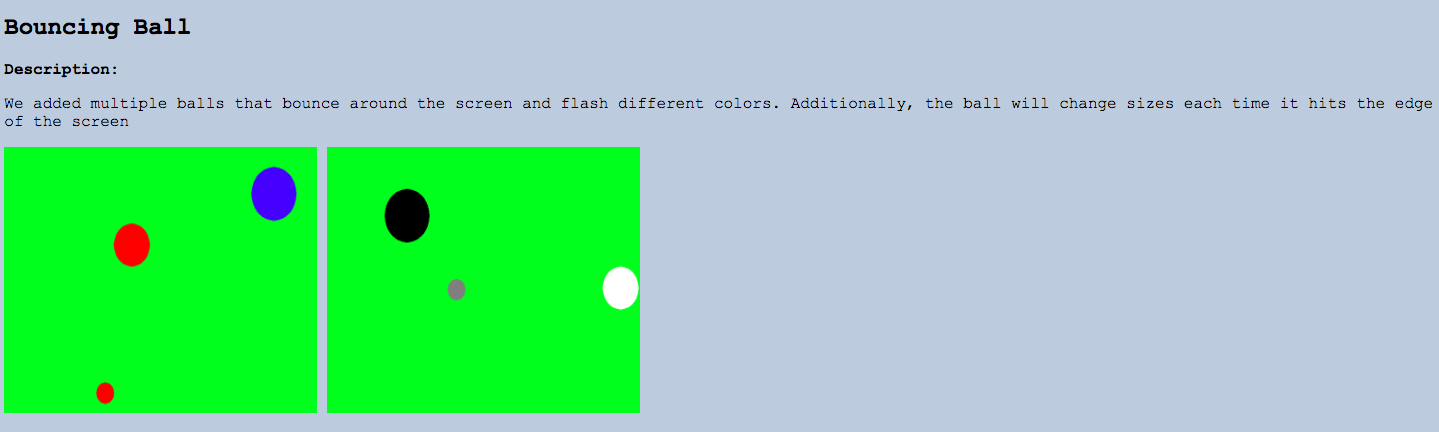 Bouncing Ball
Description:
We added multiple balls that bounce around the screen and flash different colors. Additionally, the ball will change sizes each time it hits the edge
of the screen